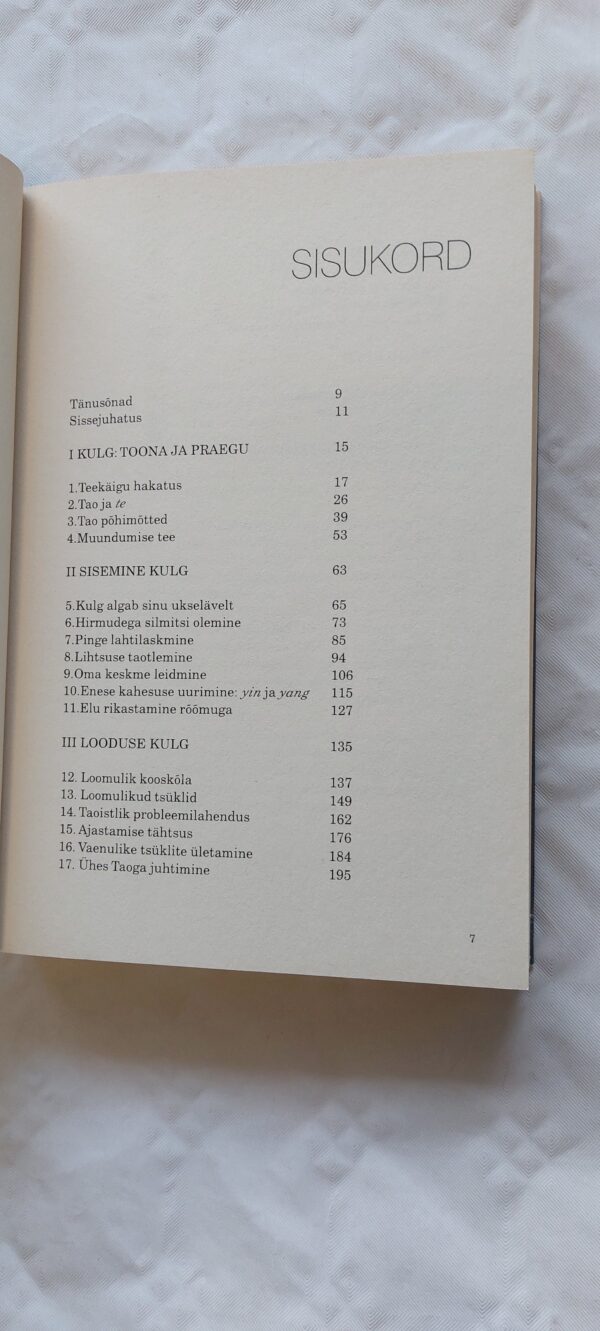 SISUKORD
Tänusõnad 9
Sissejuhatus 11
I KULG: TOONA JA PRAEGU 15
1.Teekäigu hakatus 17
2.Tao ja te 26
3.Tao põhimõtted 39
4.Muundumise tee 53
II SISEMINE KULG 63
5.Kulg algab sinu ukselävelt 65
6.Hirmudega silmitsi olemine 73
7.Pinge lahtilaskmine 85
8.Lihtsuse taotlemine 94
9.Oma keskme leidmine 106
10.Enese kahesuse uurimine: yin ja yang 115
11.Elu rikastamine rõõmuga 127
III LOODUSE KULG 135
12. Loomulik kooskõla 137
13. Loomulikud tsüklid 149
14. Taoistlik probleemilahendus 162
15. Ajastamise tähtsus 176
16. Vaenulike tsüklite ületamine 184
17. Ühes Taoga juhtimine 195
7